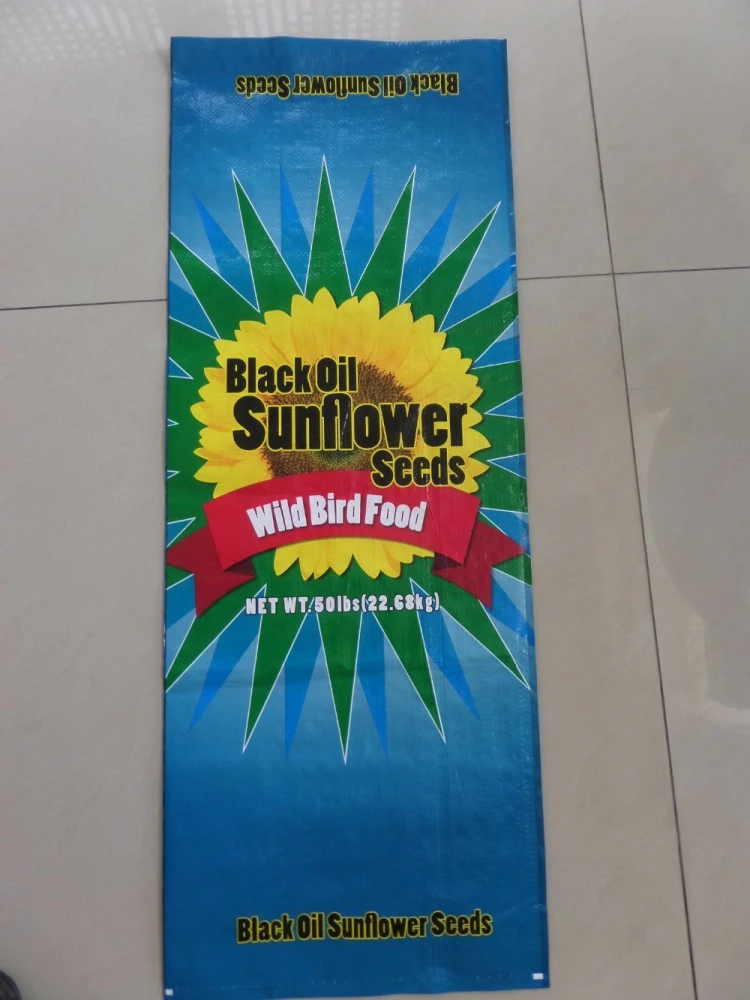 Black Oil Sunflower Seeds
Black Oil
Sunflower
Seeds
Wild Bird Food
NET WT.50lbs(22.68kg)
Black Oil Sunflower Seeds